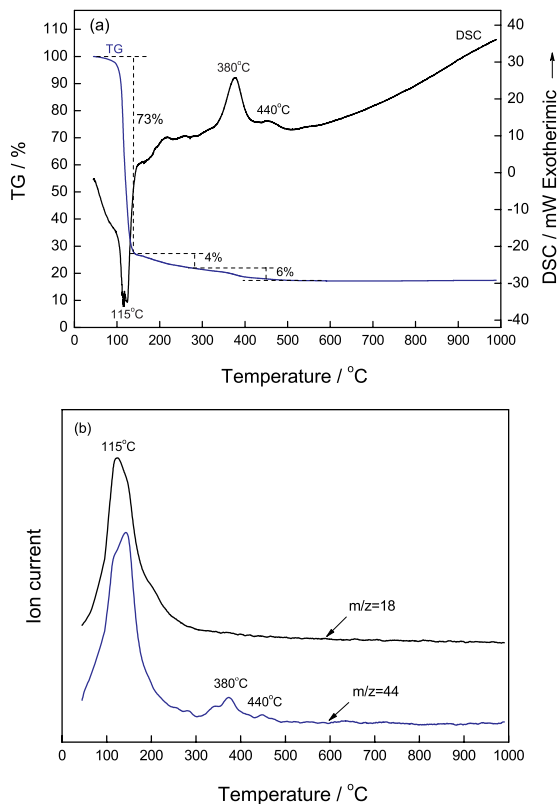 (a)
TG
DSC
380°C
440°C
73%
4%
6%
115°C
110
100
90
80
70
60
50
40
30
20
10
0
TG / %
40
30
20
10
0
-10
-20
-30
-40
DSC / mW Exotherimic
0 100 200 300 400 500 600 700 800 900 1000
Temperature / °C
(b)
115°C
m/z=18
380°C
440°C
m/z=44
Ion current
0 100 200 300 400 500 600 700 800 900 1000
Temperature / °C